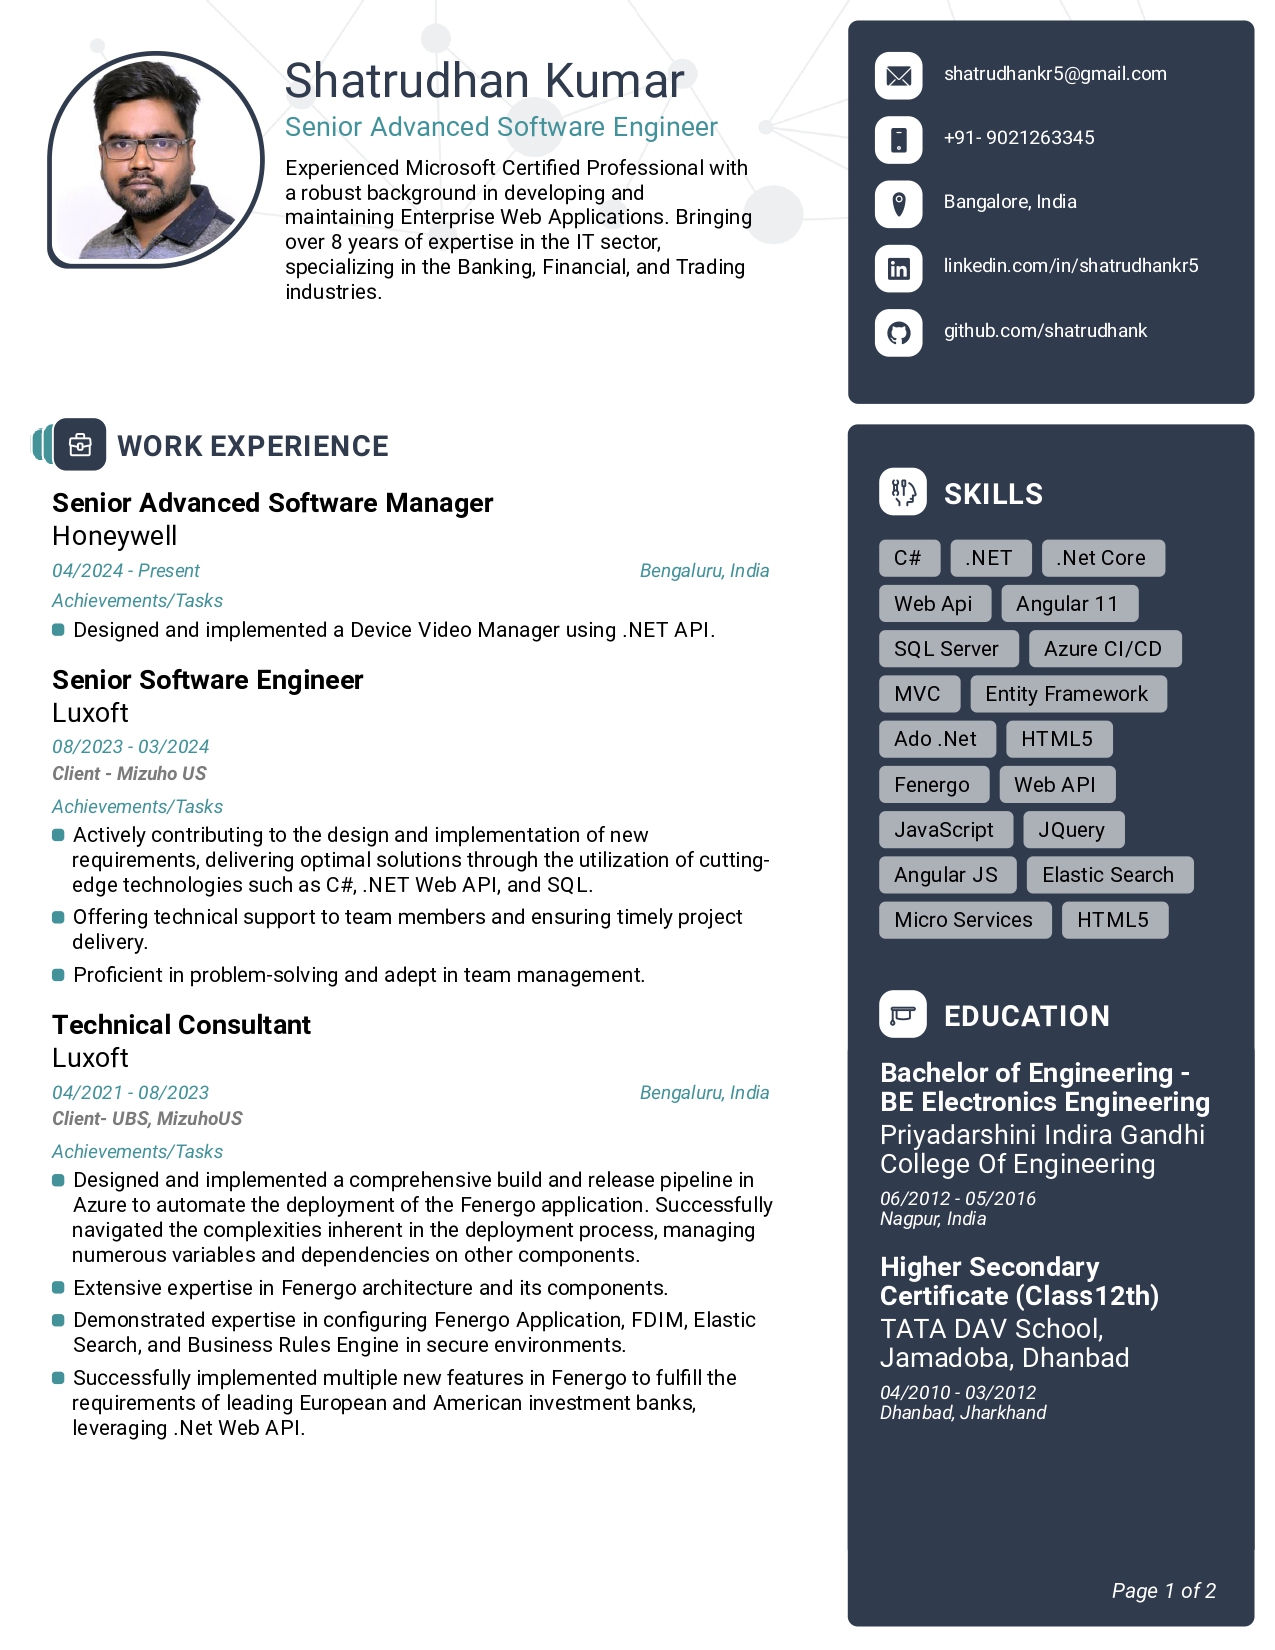 Shatrudhan Kumar
Senior Advanced Software Engineer
Experienced Microsoft Certified Professional with
a robust background in developing and
maintaining Enterprise Web Applications. Bringing
over 8 years of expertise in the IT sector,
specializing in the Banking, Financial, and Trading
industries.
shatrudhankr5@gmail.com
+91- 9021263345
Bangalore, India
linkedin.com/in/shatrudhankr5
github.com/shatrudhank
WORK EXPERIENCE
Senior Advanced Software Manager
Honeywell
04/2024 - Present Bengaluru, India
Achievements/Tasks
Designed and implemented a Device Video Manager using .NET API.
Senior Software Engineer
Luxoft
08/2023 - 03/2024
Client - Mizuho US
Achievements/Tasks
Actively contributing to the design and implementation of new
requirements, delivering optimal solutions through the utilization of cutting-
edge technologies such as C#, .NET Web API, and SQL.
Offering technical support to team members and ensuring timely project
delivery.
Proficient in problem-solving and adept in team management.
Technical Consultant
Luxoft
04/2021 - 08/2023 Bengaluru, India
Client- UBS, MizuhoUS
Achievements/Tasks
Designed and implemented a comprehensive build and release pipeline in
Azure to automate the deployment of the Fenergo application. Successfully
navigated the complexities inherent in the deployment process, managing
numerous variables and dependencies on other components.
Extensive expertise in Fenergo architecture and its components.
Demonstrated expertise in configuring Fenergo Application, FDIM, Elastic
Search, and Business Rules Engine in secure environments.
Successfully implemented multiple new features in Fenergo to fulfill the
requirements of leading European and American investment banks,
leveraging .Net Web API.
SKILLS
C# .NET .Net Core
Web Api Angular 11
SQL Server Azure CI/CD
MVC Entity Framework
Ado .Net HTML5
Fenergo Web API
JavaScript JQuery
Angular JS Elastic Search
Micro Services HTML5
EDUCATION
Bachelor of Engineering -
BE Electronics Engineering
Priyadarshini Indira Gandhi
College Of Engineering
06/2012 - 05/2016
Nagpur, India
Higher Secondary
Certificate (Class12th)
TATA DAV School,
Jamadoba, Dhanbad
04/2010 - 03/2012
Dhanbad, Jharkhand
Page 1 of 2